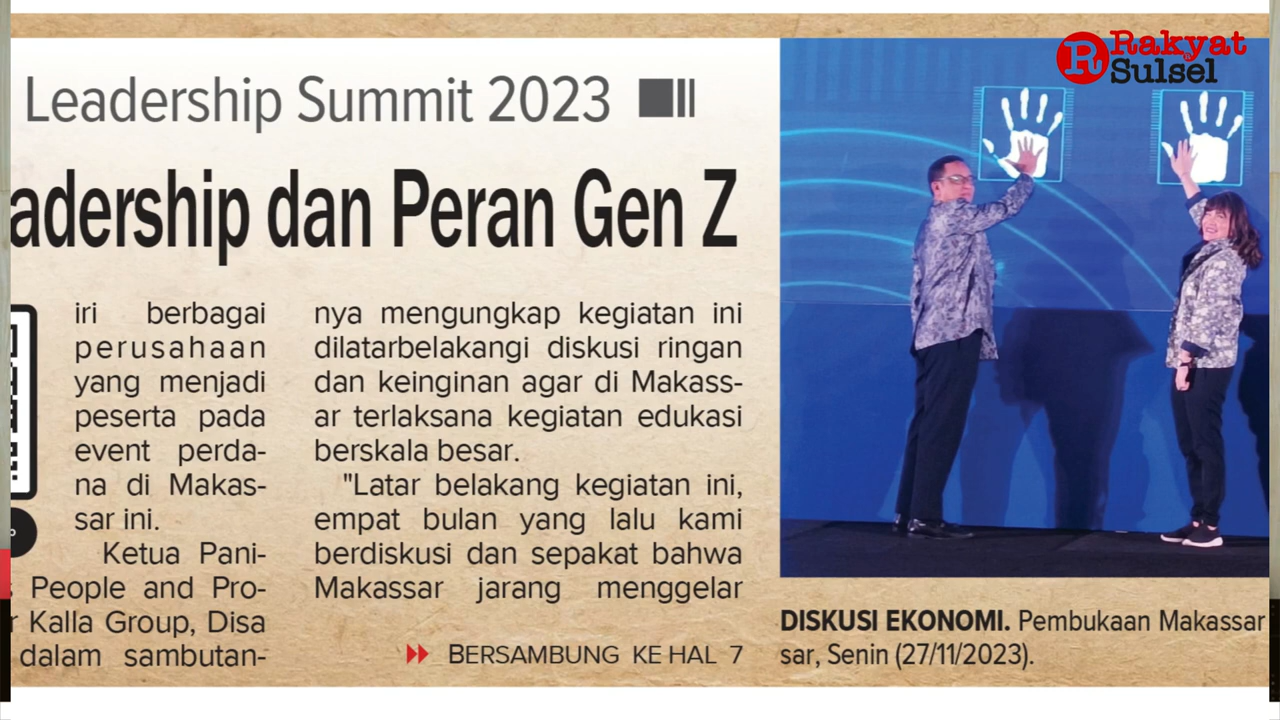 Rakyat
Sulsel
Leadership Summit 2023
adership dan Peran Gen Z
iri berbagai
perusahaan
yang menjadi
peserta pada
event perda-
na di Makas-
sar ini.
Ketua Pani-
People and Pro-
r Kalla Group, Disa
dalam sambutan-
nya mengungkap kegiatan ini
dilatarbelakangi diskusi ringan
dan keinginan agar di Makass-
ar terlaksana kegiatan edukasi
berskala besar.
"Latar belakang kegiatan ini,
empat bulan yang lalu kami
berdiskusi dan sepakat bahwa
Makassar jarang menggelar
BERSAMBUNG KE HAL 7
DISKUSI EKONOMI. Pembukaan Makassar
sar, Senin (27/11/2023).